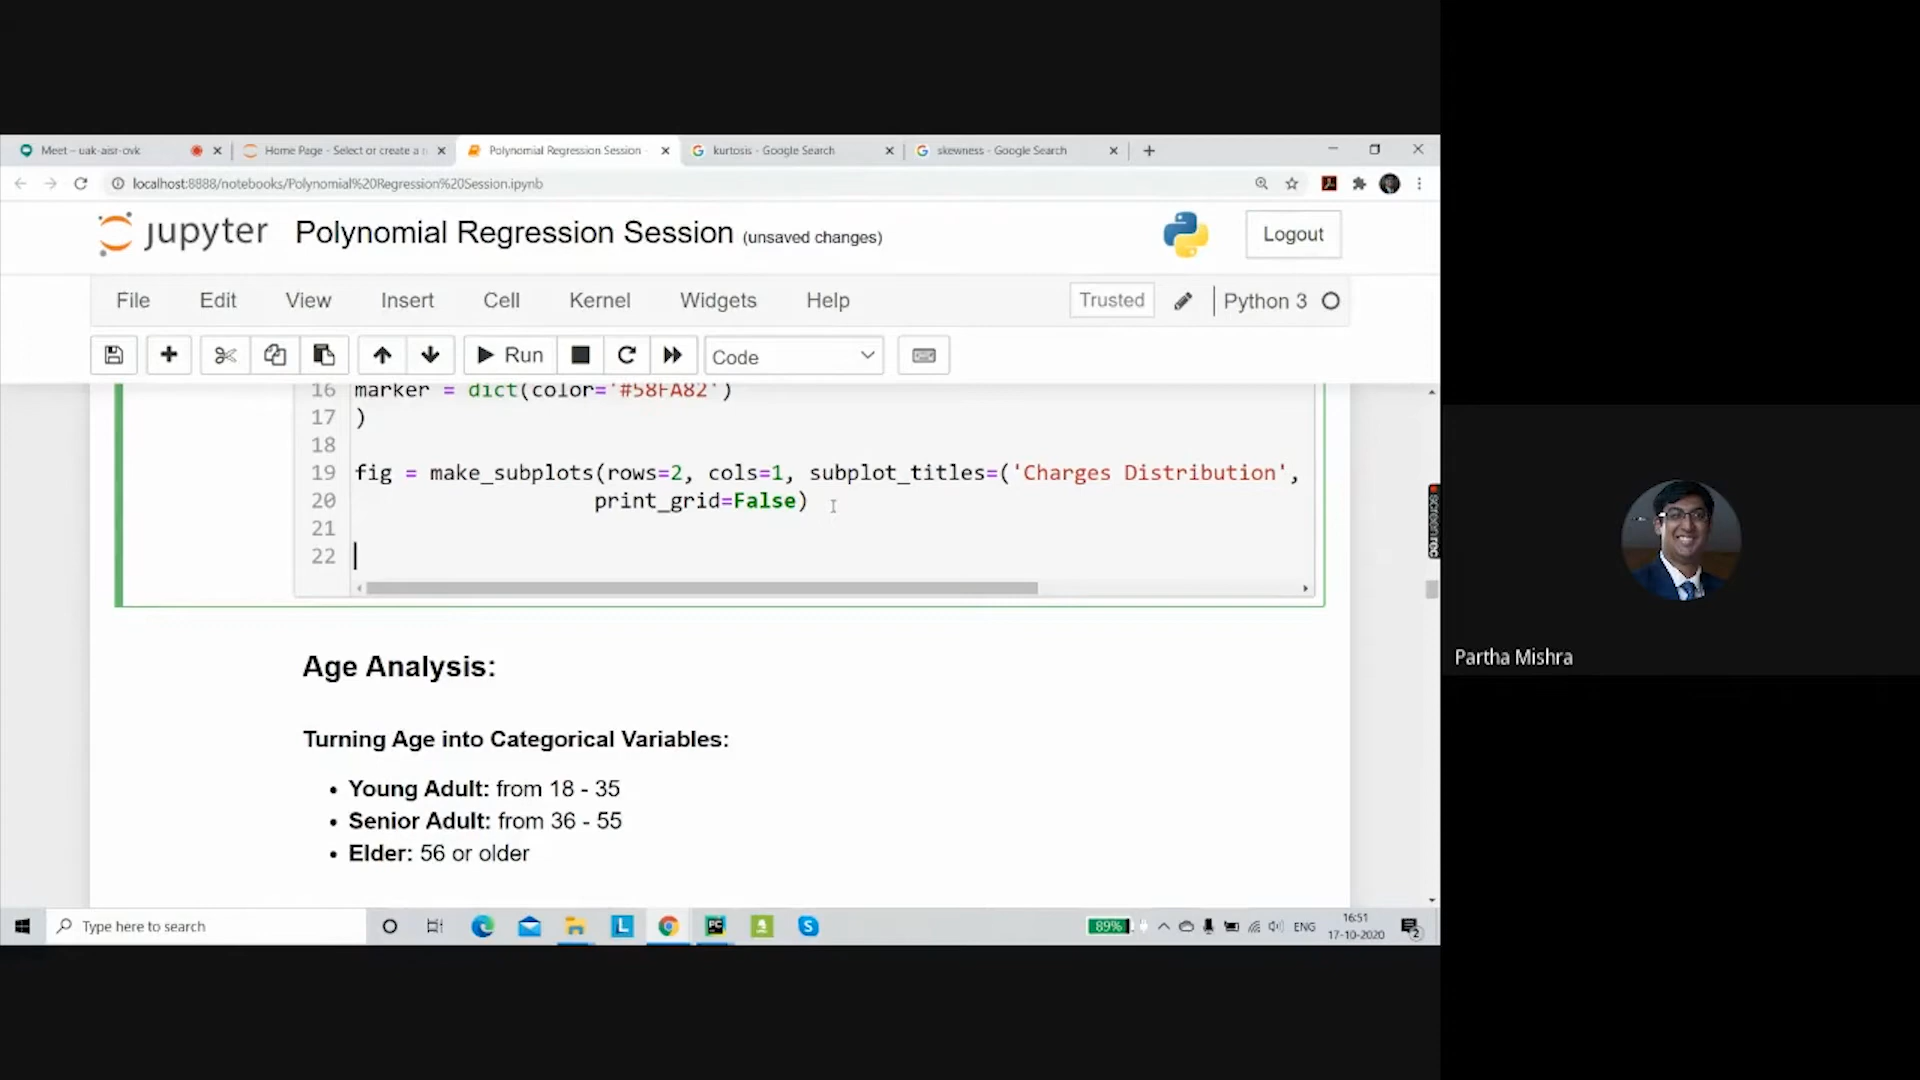 Meet – uak-aisr-ovk
Home Page - Select or create a n
Polynomial Regression Session -
kurtosis - Google Search
skewness - Google Search
localhost:8888/notebooks/Polynomial%20Regression%20Session.ipynb
jupyter Polynomial Regression Session (unsaved changes)
Logout
File Edit View Insert Cell Kernel Widgets Help
Trusted
Python 3
Run
Code
16 marker = dict(color='#58FA82')
17 )
18
19 fig = make_subplots(rows=2, cols=1, subplot_titles=('Charges Distribution',
20 print_grid=False)
21
22
Age Analysis:
Turning Age into Categorical Variables:
• Young Adult: from 18 - 35
• Senior Adult: from 36 - 55
• Elder: 56 or older
screenrec
Partha Mishra
Type here to search
L
PC
S
89%
ENG
16:51
17-10-2020
2